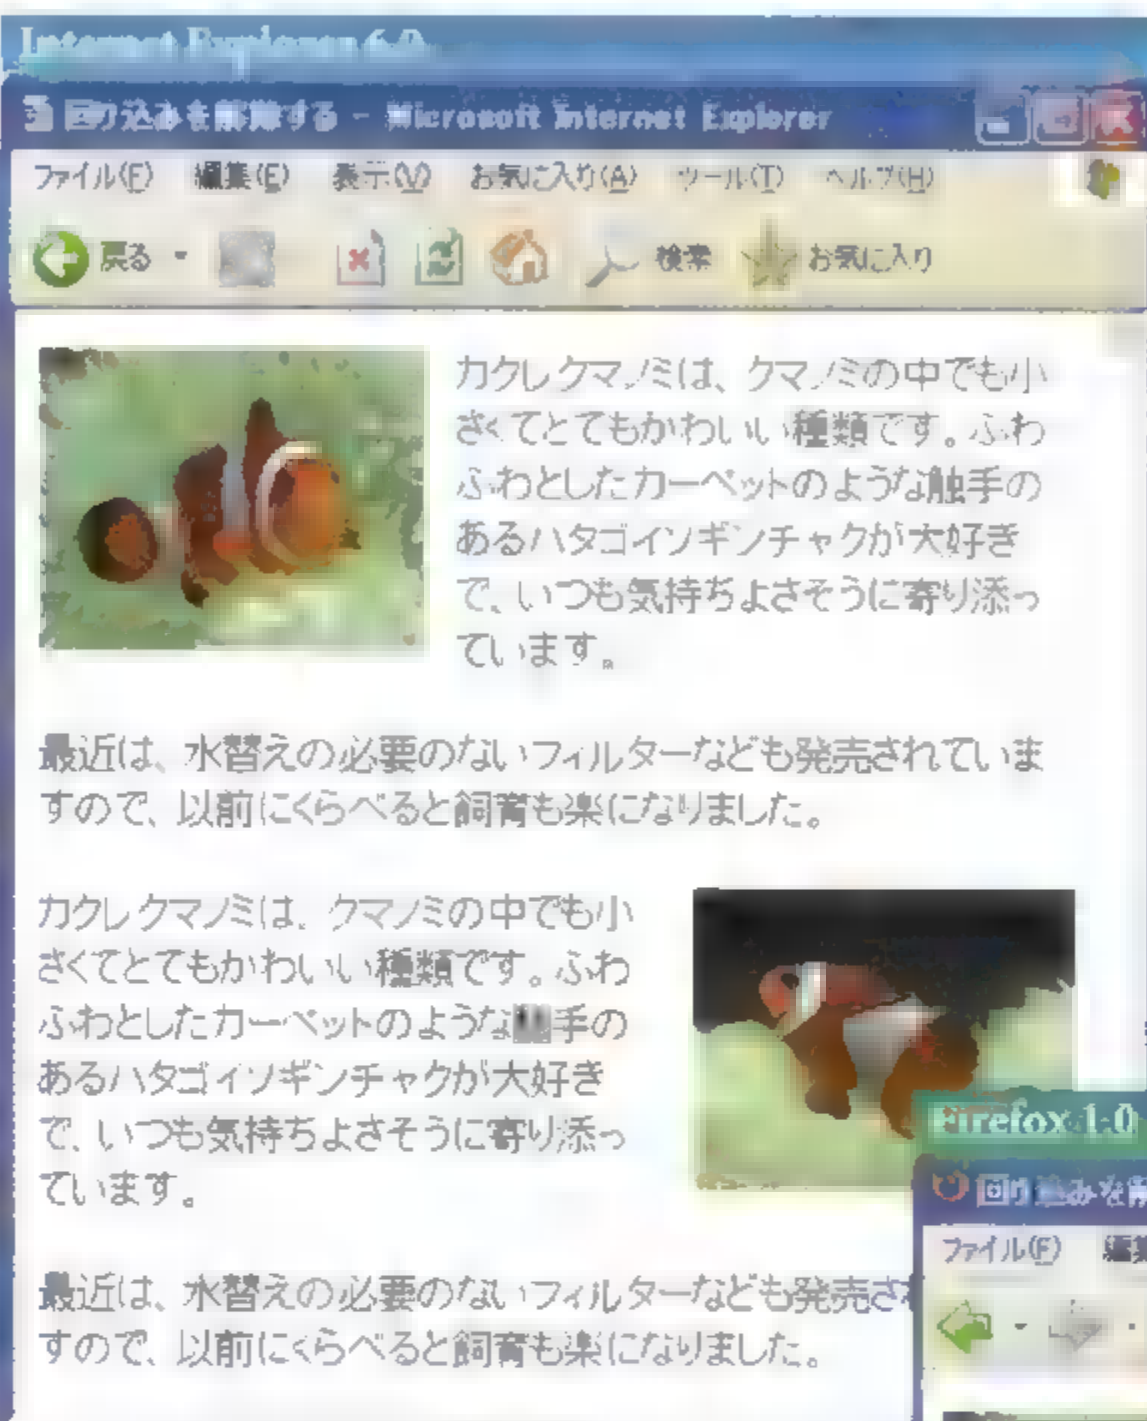 Internet Explorer 6.0
回り込みを解除する - Microsoft Internet Explorer
ファイル(F) 編集(E) 表示(V) お気に入り(A) ツール(T) ヘルプ(H)
戻る 検索 お気に入り
カクレクマノミは、クマノミの中でも小
さくてとてもかわいい種類です。ふわ
ふわとしたカーペットのような触手の
あるハタゴイソギンチャクが大好き
で、いつも気持ちよさそうに寄り添っ
ています。
最近は、水替えの必要のないフィルターなども発売されていま
すので、以前にくらべると飼育も楽になりました。
カクレクマノミは、クマノミの中でも小
さくてとてもかわいい種類です。ふわ
ふわとしたカーペットのような手の
あるハタゴイソギンチャクが大好き
で、いつも気持ちよさそうに寄り添っ
ています。
最近は、水替えの必要のないフィルターなども発売さ
すので、以前にくらべると飼育も楽になりました。
Firefox 1.0
回り込みを解
ファイル(F) 編集